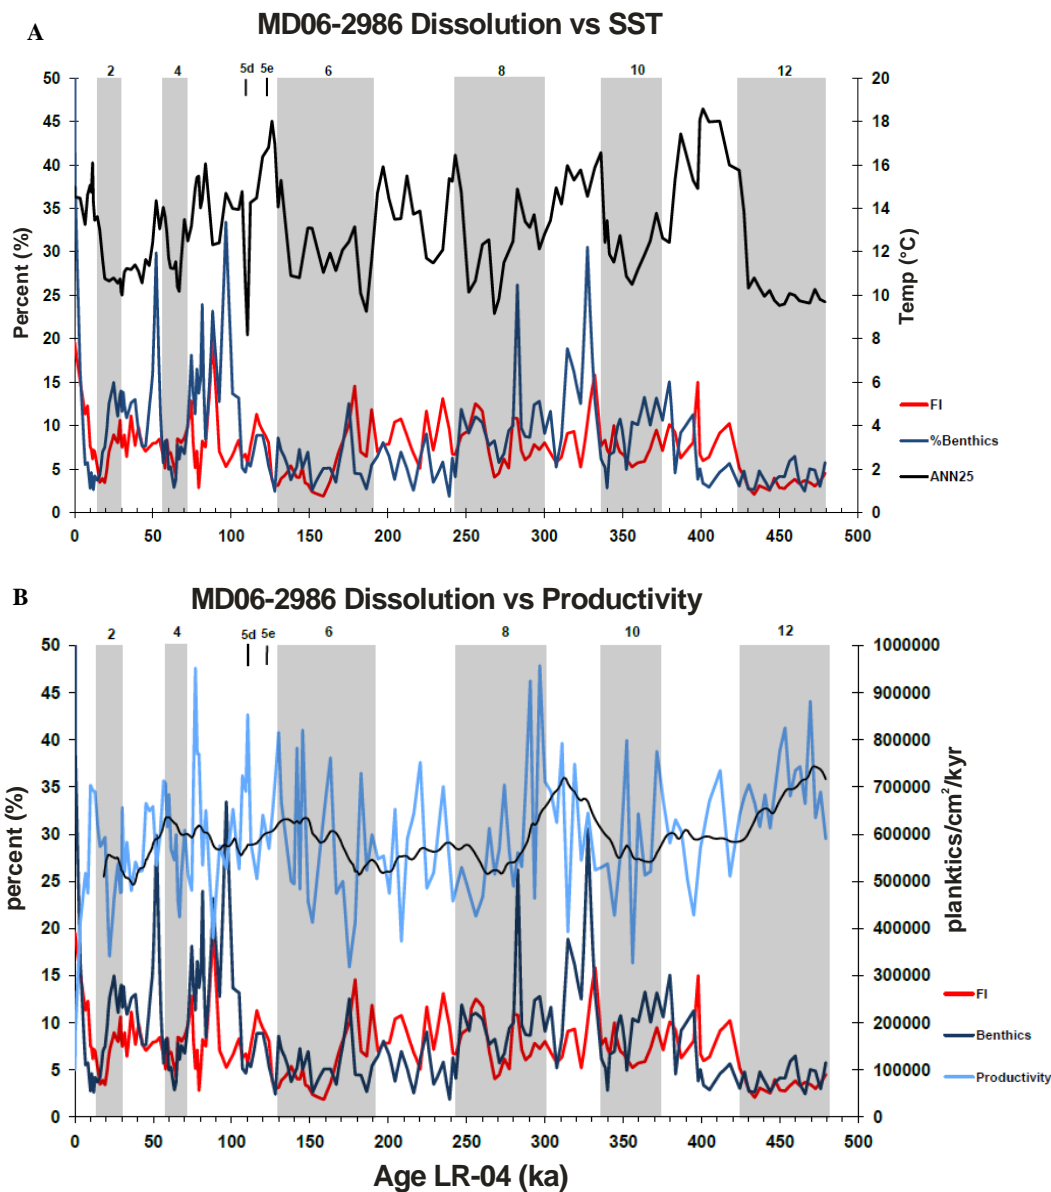 A
MD06-2986 Dissolution vs SST
2 4 5d 5e 6 8 10 12
50 45 40 35 30 25 20 15 10 5 0
Percent (%)
20 18 16 14 12 10 8 6 4 2 0
Temp (°C)
FI
%Benthics
ANN25
0 50 100 150 200 250 300 350 400 450 500
B
MD06-2986 Dissolution vs Productivity
2 4 5d 5e 6 8 10 12
50 45 40 35 30 25 20 15 10 5 0
percent (%)
1000000 900000 800000 700000 600000 500000 400000 300000 200000 100000 0
planktics/cm²/kyr
FI
Benthics
Productivity
0 50 100 150 200 250 300 350 400 450 500
Age LR-04 (ka)